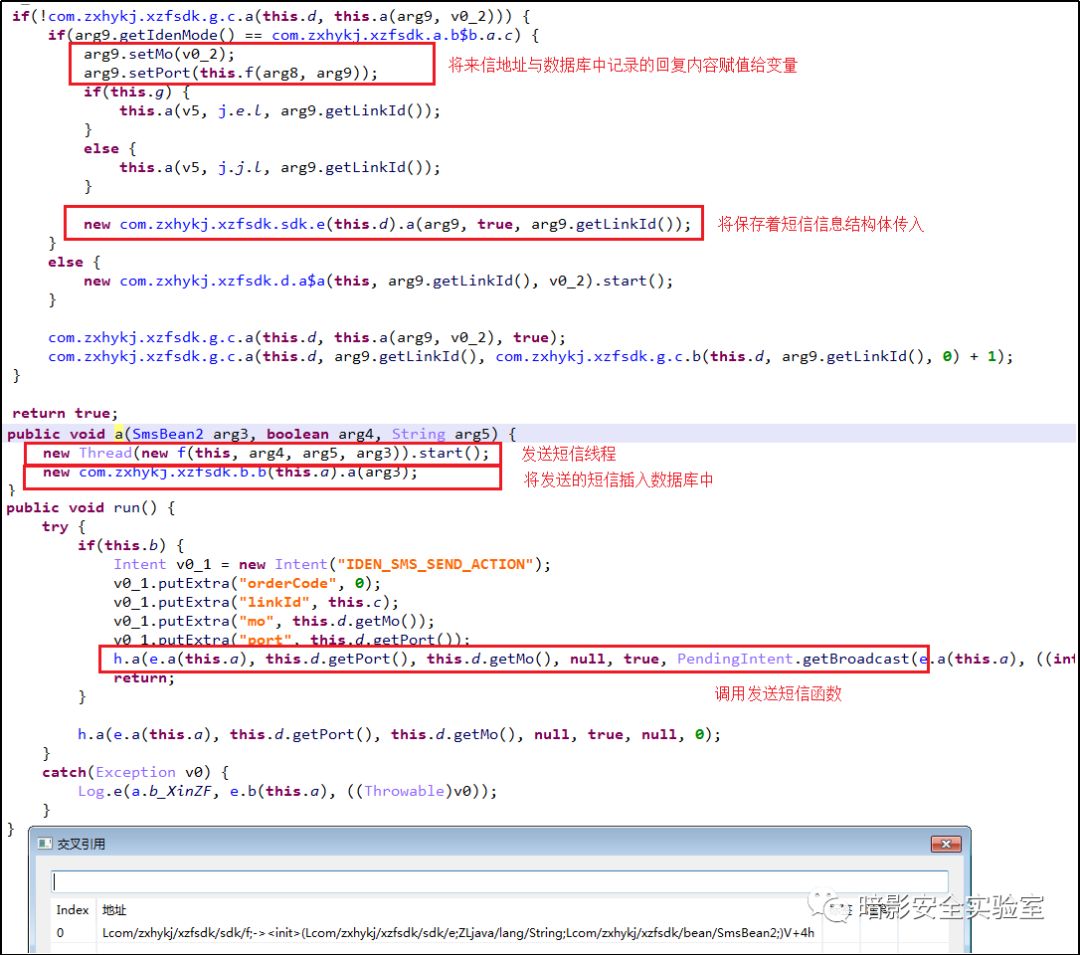 if(!com.zxhykj.xzfsdk.g.c.a(this.d, this.a(arg9, v0_2))) {
if(arg9.getIdenMode() == com.zxhykj.xzfsdk.a.b$b.a.c) {
arg9.setMo(v0_2);
arg9.setPort(this.f(arg8, arg9));
将来信地址与数据库中记录的回复内容赋值给变量
if(this.g) {
this.a(v5, j.e.l, arg9.getLinkId());
}
else {
this.a(v5, j.j.l, arg9.getLinkId());
}
new com.zxhykj.xzfsdk.sdk.e(this.d).a(arg9, true, arg9.getLinkId()); 将保存着短信信息结构体传入
}
else {
new com.zxhykj.xzfsdk.d.a$a(this, arg9.getLinkId(), v0_2).start();
}
com.zxhykj.xzfsdk.g.c.a(this.d, this.a(arg9, v0_2), true);
com.zxhykj.xzfsdk.g.c.a(this.d, arg9.getLinkId(), com.zxhykj.xzfsdk.g.c.b(this.d, arg9.getLinkId(), 0) + 1);
}
return true;
public void a(SmsBean2 arg3, boolean arg4, String arg5) {
new Thread(new f(this, arg4, arg5, arg3)).start(); 发送短信线程
new com.zxhykj.xzfsdk.b.b(this.a).a(arg3); 将发送的短信插入数据库中
}
public void run() {
try {
if(this.b) {
Intent v0_1 = new Intent("IDEN_SMS_SEND_ACTION");
v0_1.putExtra("orderCode", 0);
v0_1.putExtra("linkId", this.c);
v0_1.putExtra("mo", this.d.getMo());
v0_1.putExtra("port", this.d.getPort());
h.a(e.a(this.a), this.d.getPort(), this.d.getMo(), null, true, PendingIntent.getBroadcast(e.a(this.a), ((int
return; 调用发送短信函数
}
h.a(e.a(this.a), this.d.getPort(), this.d.getMo(), null, true, null, 0);
}
catch(Exception v0) {
Log.e(a.b_XinZF, e.b(this.a), ((Throwable)v0));
}
}
交叉引用
Index 地址
暗影安全实验室
0 Lcom/zxhykj/xzfsdk/sdk/f;-><init>(Lcom/zxhykj/xzfsdk/sdk/e;ZLjava/lang/String;Lcom/zxhykj/xzfsdk/bean/SmsBean2;)V+4h